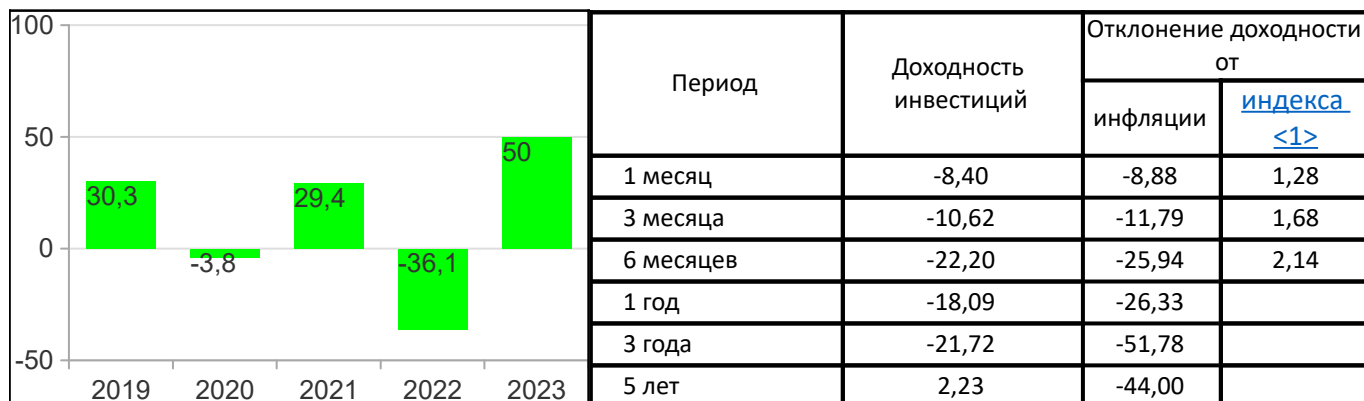 100
50
0
-50
30,3
-3,8
29,4
-36,1
50
2019 2020 2021 2022 2023
Период
Доходность
инвестиций
Отклонение доходности
от
инфляции
индекса
<1>
1 месяц -8,40 -8,88 1,28
3 месяца -10,62 -11,79 1,68
6 месяцев -22,20 -25,94 2,14
1 год -18,09 -26,33
3 года -21,72 -51,78
5 лет 2,23 -44,00